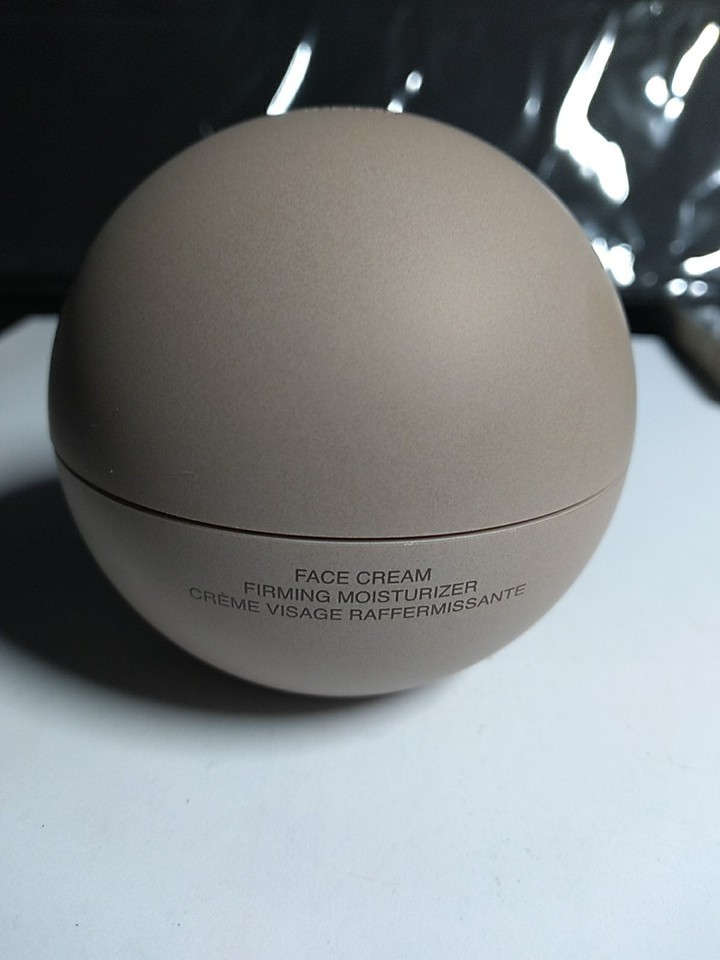 FACE CREAM
FIRMING MOISTURIZER
CRÈME VISAGE RAFFERMISSANTE